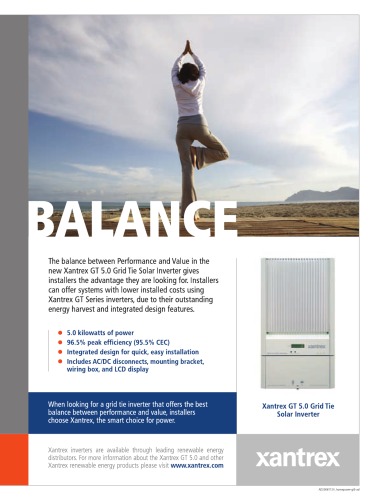 BALANCE
The balance between Performance and Value in the
new Xantrex GT 5.0 Grid Tie Solar Inverter gives
installers the advantage they are looking for. Installers
can offer systems with lower installed costs using
Xantrex GT Series inverters, due to their outstanding
energy harvest and integrated design features.
5.0 kilowatts of power
96.5% peak efficiency (95.5% CEC)
Integrated design for quick, easy installation
Includes AC/DC disconnects, mounting bracket,
wiring box, and LCD display
xantrex
Xantrex GT 5.0 Grid Tie
Solar Inverter
When looking for a grid tie inverter that offers the best
balance between performance and value, installers
choose Xantrex, the smart choice for power.
Xantrex inverters are available through leading renewable energy
distributors. For more information about the Xantrex GT 5.0 and other
Xantrex renewable energy products please visit www.xantrex.com
xantrex